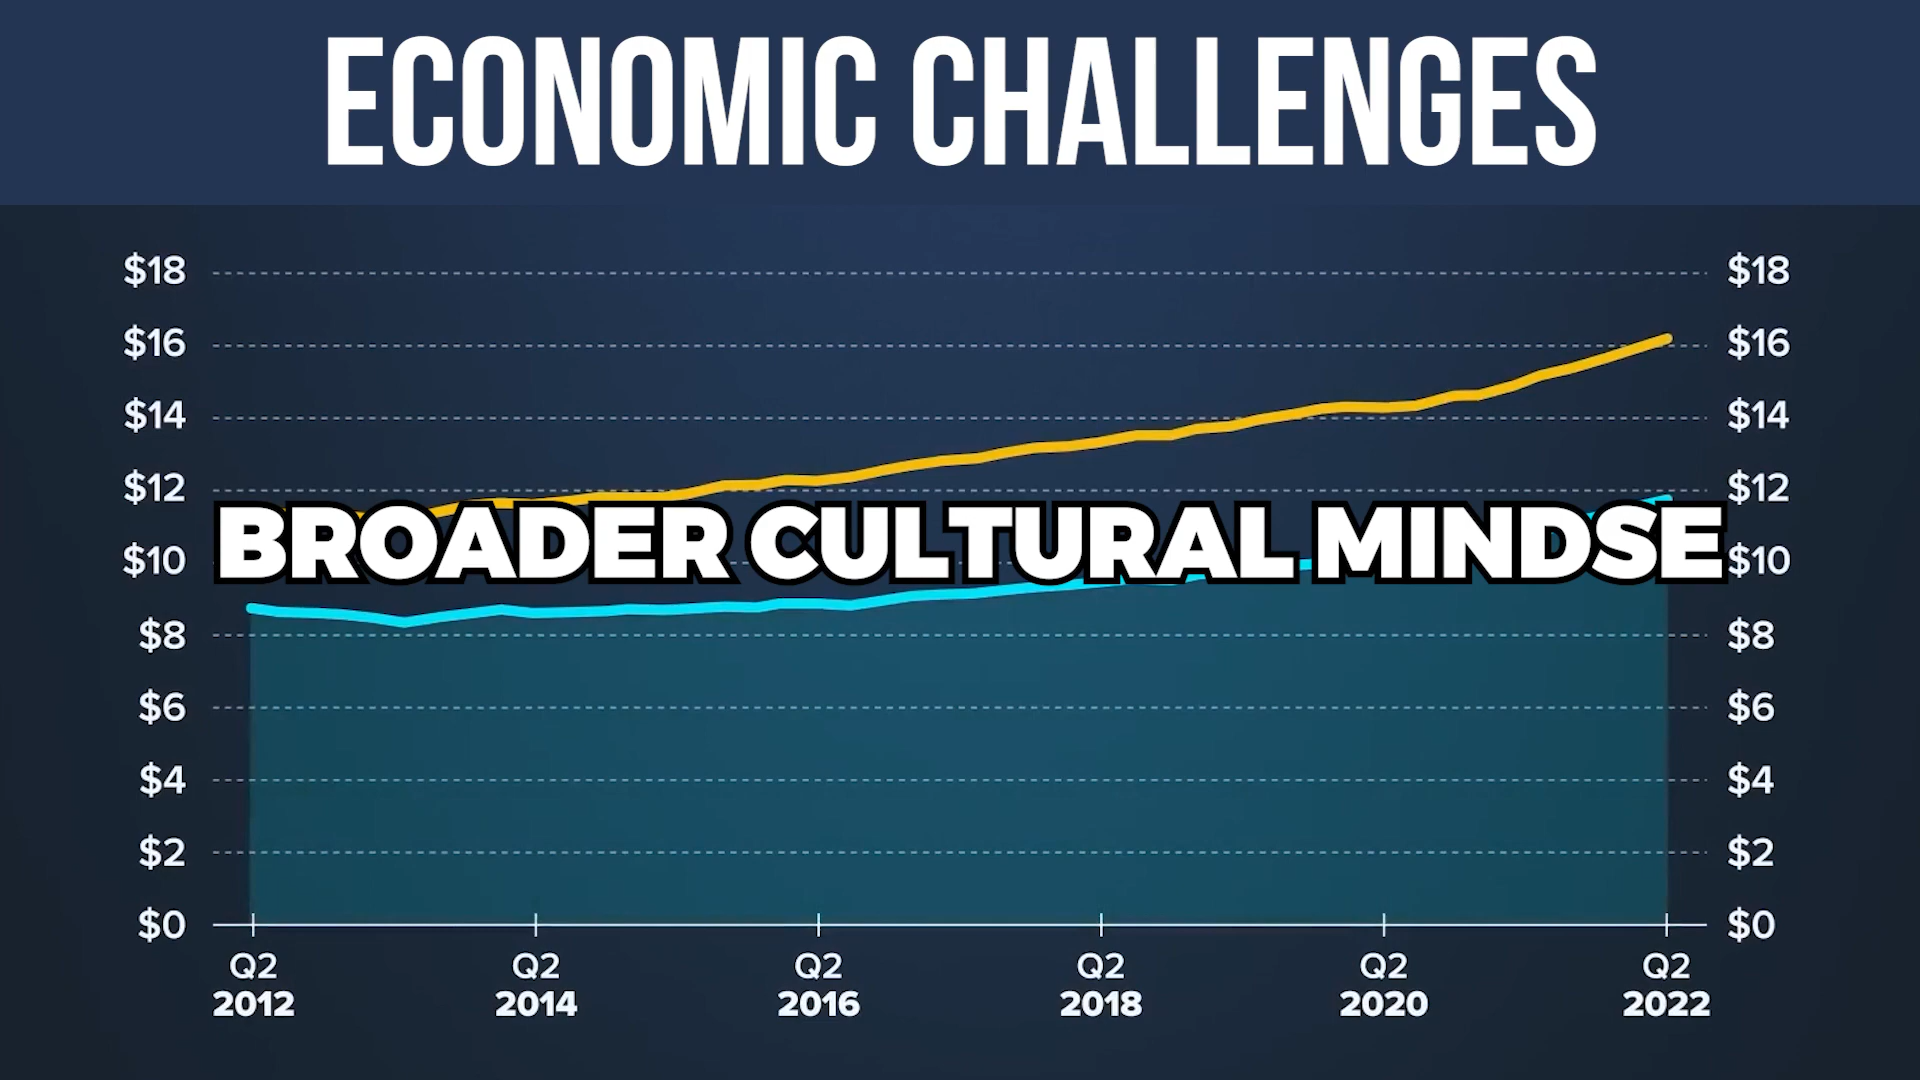 ECONOMIC CHALLENGES
$18 $18
$16 $16
$14 $14
$12 $12
BROADER CULTURAL MINDSE
$10 $10
$8 $8
$6 $6
$4 $4
$2 $2
$0 $0
Q2 Q2 Q2 Q2 Q2 Q2
2012 2014 2016 2018 2020 2022